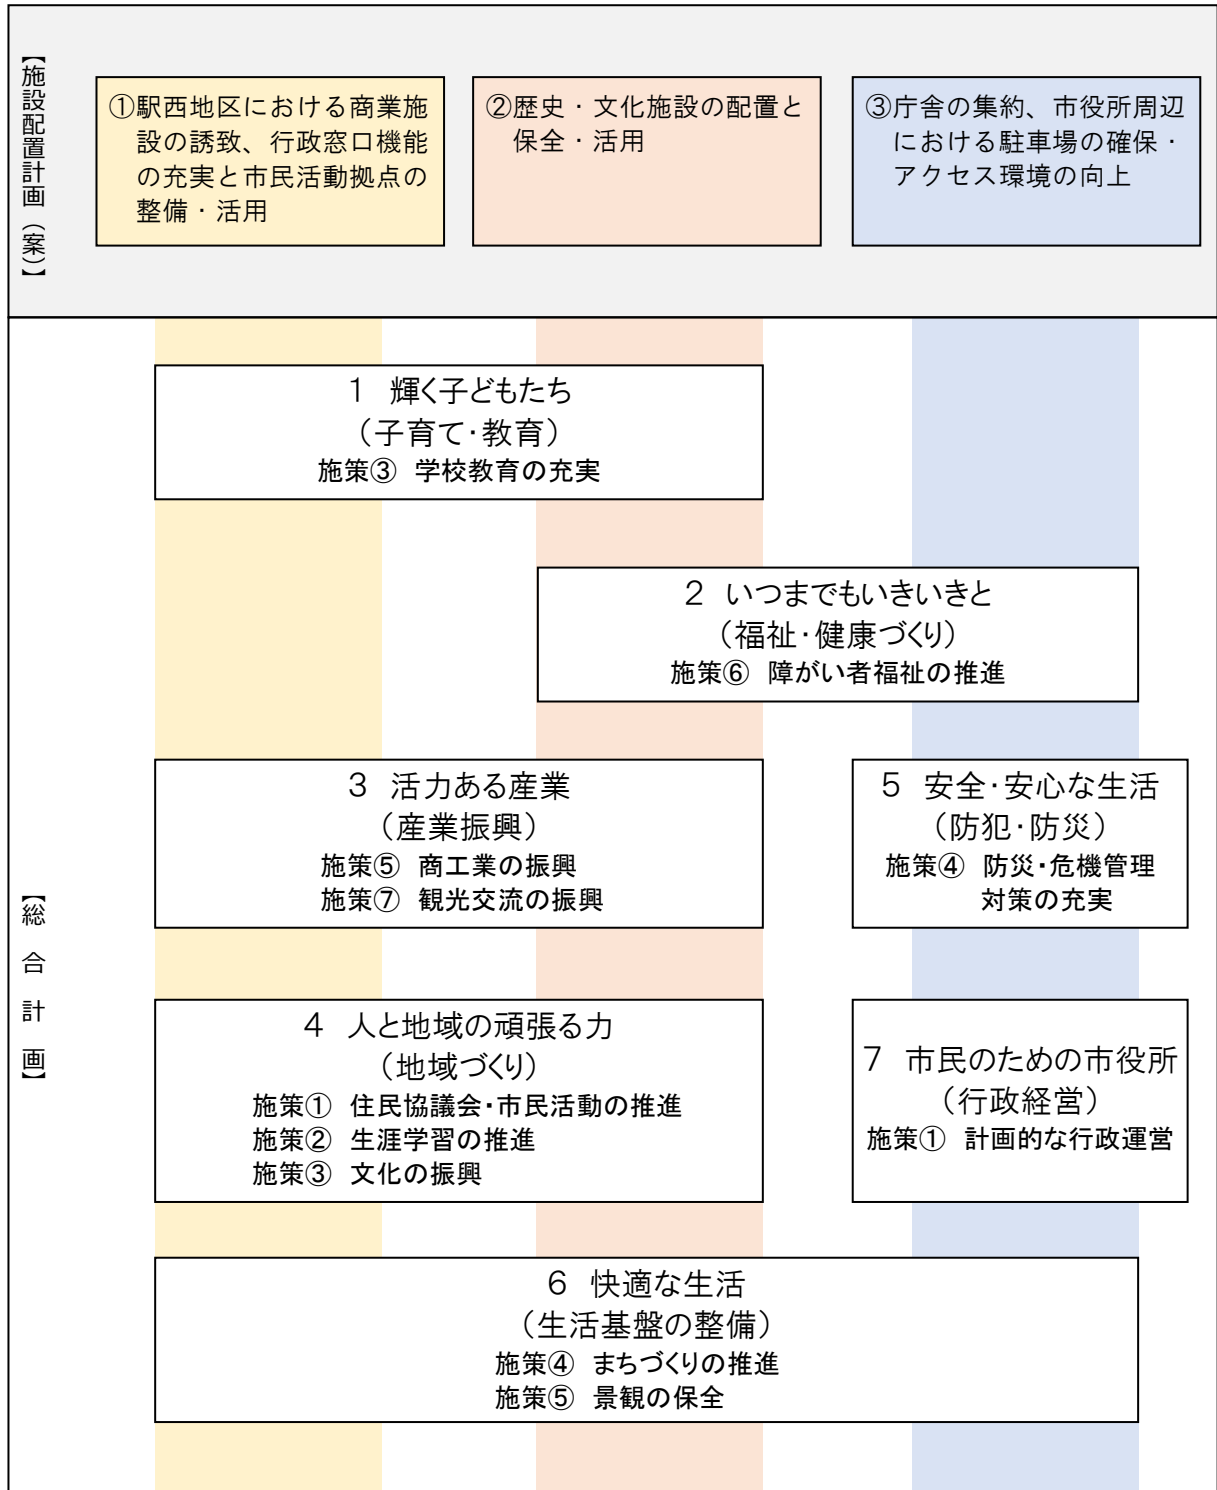 【施設配置計画（案）】
①駅西地区における商業施
設の誘致、行政窓口機能
の充実と市民活動拠点の
整備・活用
②歴史・文化施設の配置と
保全・活用
③庁舎の集約、市役所周辺
における駐車場の確保・
アクセス環境の向上
【総合計画】
1 輝く子どもたち
（子育て・教育）
施策③ 学校教育の充実
2 いつまでもいきいきと
（福祉・健康づくり）
施策⑥ 障がい者福祉の推進
3 活力ある産業
（産業振興）
施策⑤ 商工業の振興
施策⑦ 観光交流の振興
5 安全・安心な生活
（防犯・防災）
施策④ 防災・危機管理
対策の充実
4 人と地域の頑張る力
（地域づくり）
施策① 住民協議会・市民活動の推進
施策② 生涯学習の推進
施策③ 文化の振興
7 市民のための市役所
（行政経営）
施策① 計画的な行政運営
6 快適な生活
（生活基盤の整備）
施策④ まちづくりの推進
施策⑤ 景観の保全